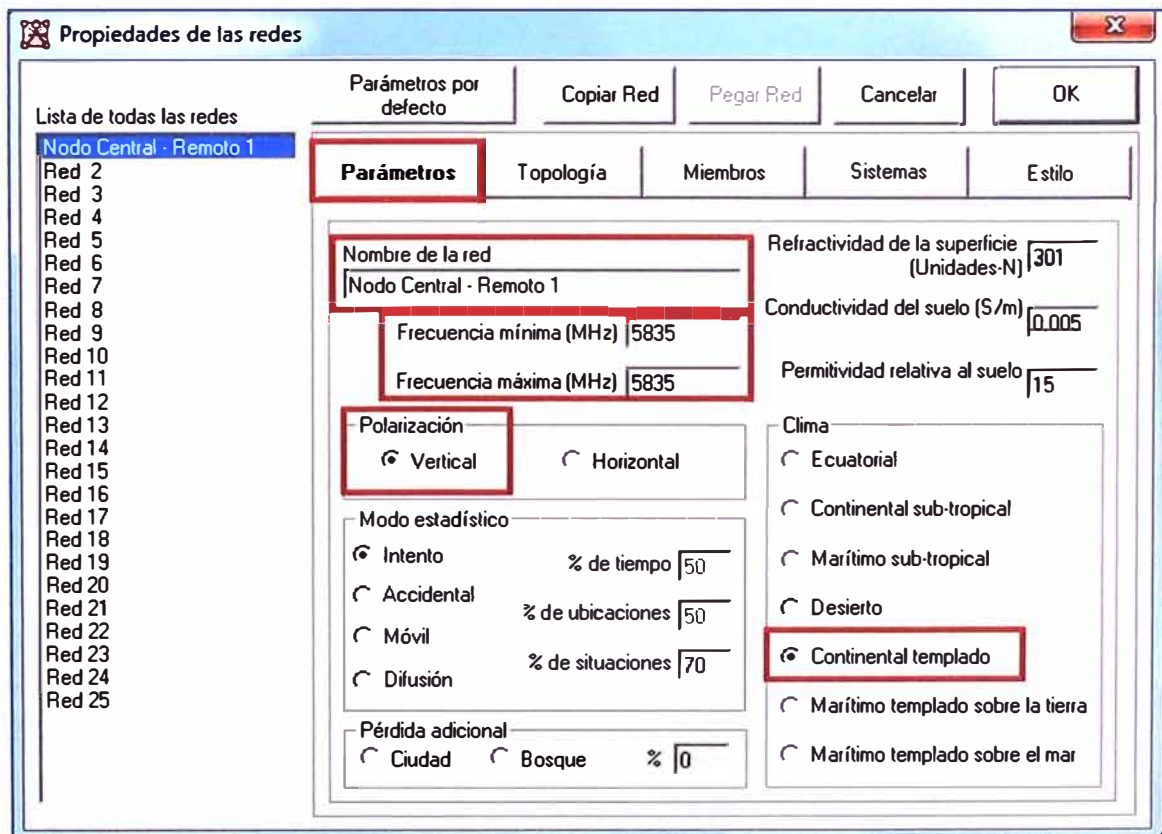 Propiedades de las redes
Parámetros por defecto
Copiar Red
Pegar Red
Cancelar
OK
Lista de todas las redes
Nodo Central - Remoto 1
Red 2
Red 3
Red 4
Red 5
Red 6
Red 7
Red 8
Red 9
Red 10
Red 11
Red 12
Red 13
Red 14
Red 15
Red 16
Red 17
Red 18
Red 19
Red 20
Red 21
Red 22
Red 23
Red 24
Red 25
Parámetros
Topología
Miembros
Sistemas
Estilo
Nombre de la red
Nodo Central - Remoto 1
Frecuencia mínima (MHz) 5835
Frecuencia máxima (MHz) 5835
Refractividad de la superficie
(Unidades-N) 301
Conductividad del suelo (S/m) 0.005
Permitividad relativa al suelo 15
Polarización
Vertical
Horizontal
Modo estadístico
Intento
Accidental
Móvil
Difusión
% de tiempo 50
% de ubicaciones 50
% de situaciones 70
Pérdida adicional
Ciudad
Bosque
% 0
Clima
Ecuatorial
Continental sub-tropical
Marítimo sub-tropical
Desierto
Continental templado
Marítimo templado sobre la tierra
Marítimo templado sobre el mar